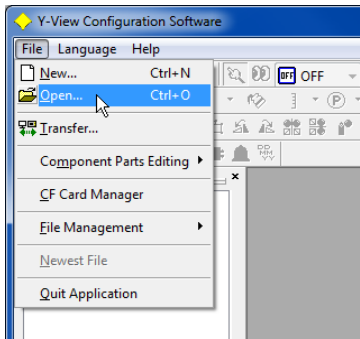 Y-View Configuration Software
File Language Help
New... Ctrl+N
Open... Ctrl+O
Transfer...
Component Parts Editing
CF Card Manager
File Management
Newest File
Quit Application
OFF OFF
P